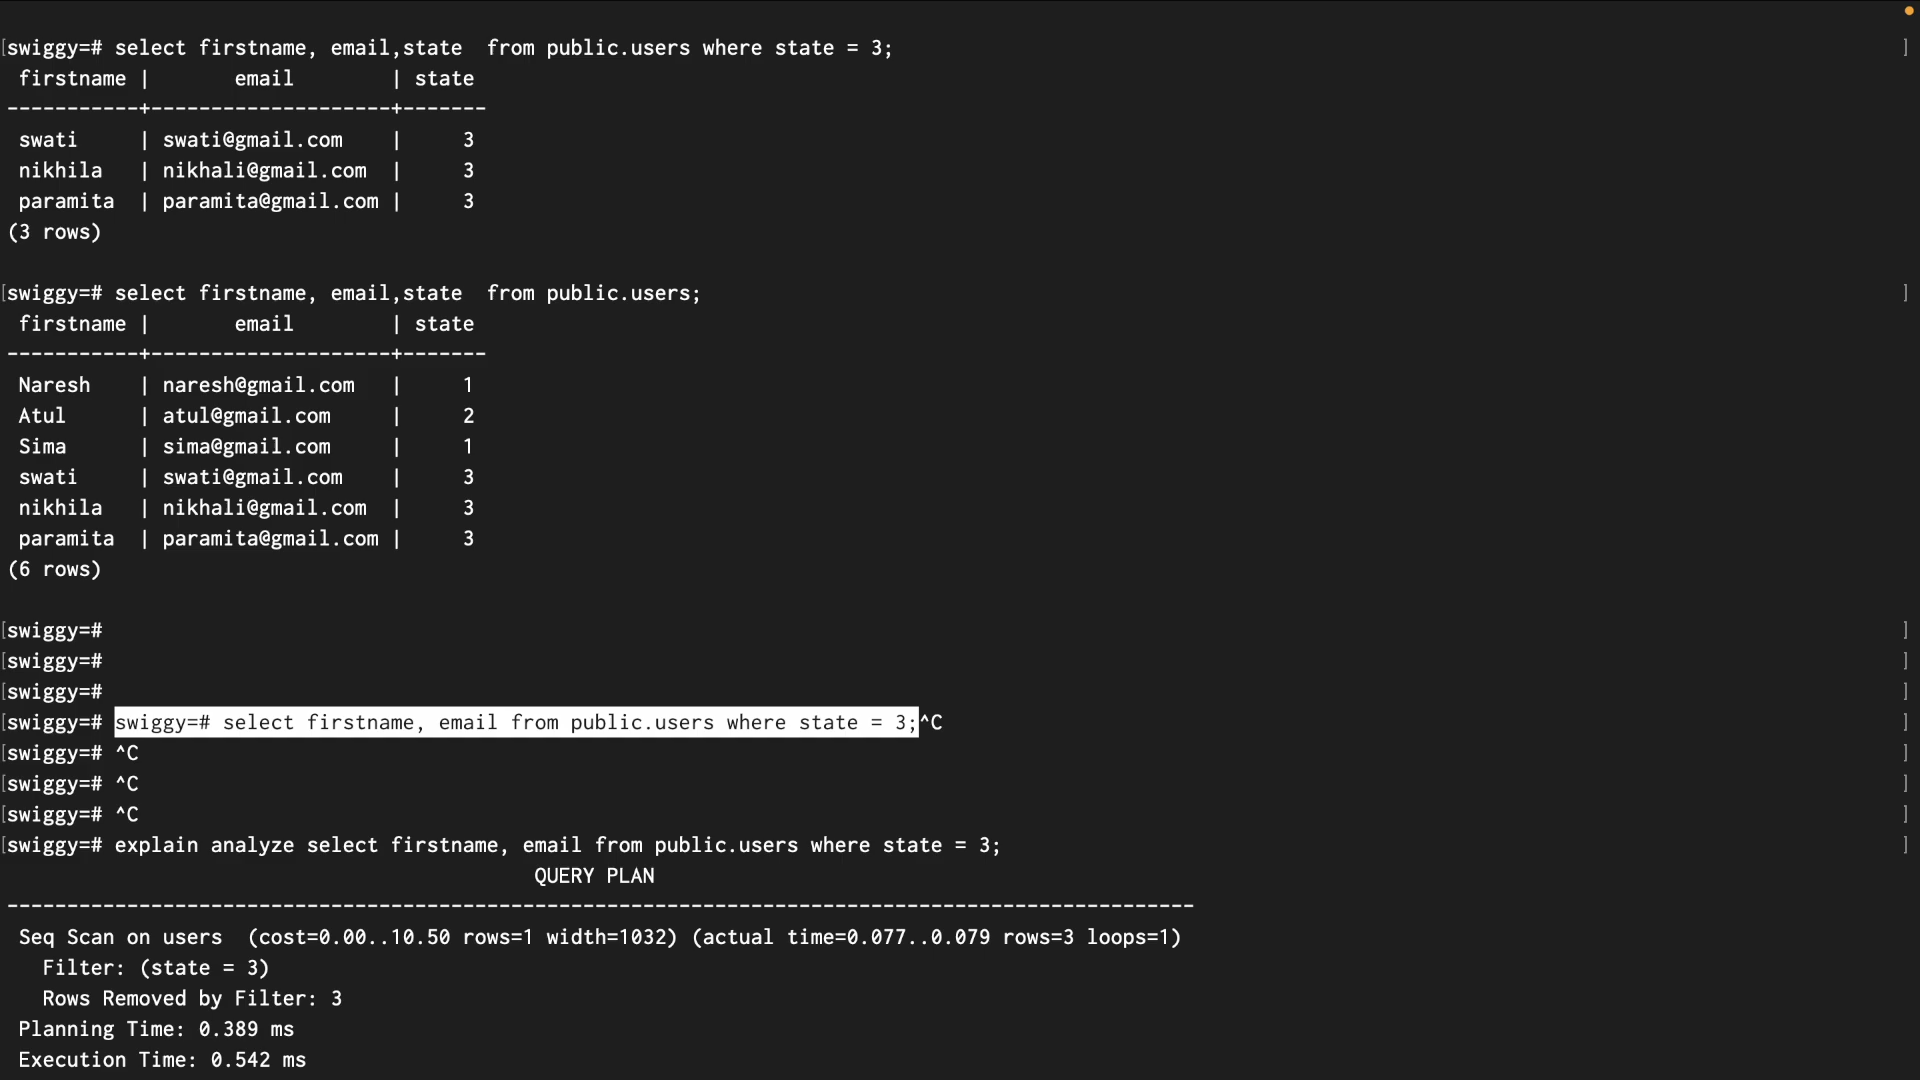 [swiggy=# select firstname, email,state  from public.users where state = 3; ]
 firstname |       email        | state
-----------+--------------------+-------
 swati     | swati@gmail.com    |     3
 nikhila   | nikhali@gmail.com  |     3
 paramita  | paramita@gmail.com |     3
(3 rows)
[swiggy=# select firstname, email,state  from public.users; ]
 firstname |       email        | state
-----------+--------------------+-------
 Naresh    | naresh@gmail.com   |     1
 Atul      | atul@gmail.com     |     2
 Sima      | sima@gmail.com     |     1
 swati     | swati@gmail.com    |     3
 nikhila   | nikhali@gmail.com  |     3
 paramita  | paramita@gmail.com |     3
(6 rows)
[swiggy=# ]
[swiggy=# ]
[swiggy=# ]
[swiggy=# swiggy=# select firstname, email from public.users where state = 3;^C ]
[swiggy=# ^C ]
[swiggy=# ^C ]
[swiggy=# ^C ]
[swiggy=# explain analyze select firstname, email from public.users where state = 3; ]
                                            QUERY PLAN
---------------------------------------------------------------------------------------------------
 Seq Scan on users  (cost=0.00..10.50 rows=1 width=1032) (actual time=0.077..0.079 rows=3 loops=1)
   Filter: (state = 3)
   Rows Removed by Filter: 3
 Planning Time: 0.389 ms
 Execution Time: 0.542 ms